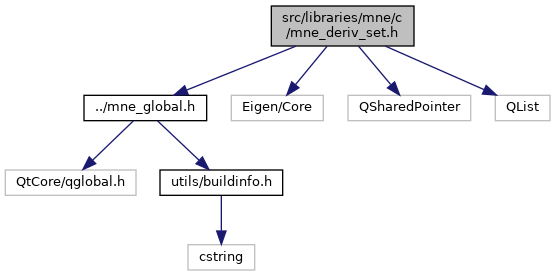 src/libraries/mne/c
/mne_deriv_set.h
../mne_global.h
Eigen/Core
QSharedPointer
QList
QtCore/qglobal.h
utils/buildinfo.h
cstring